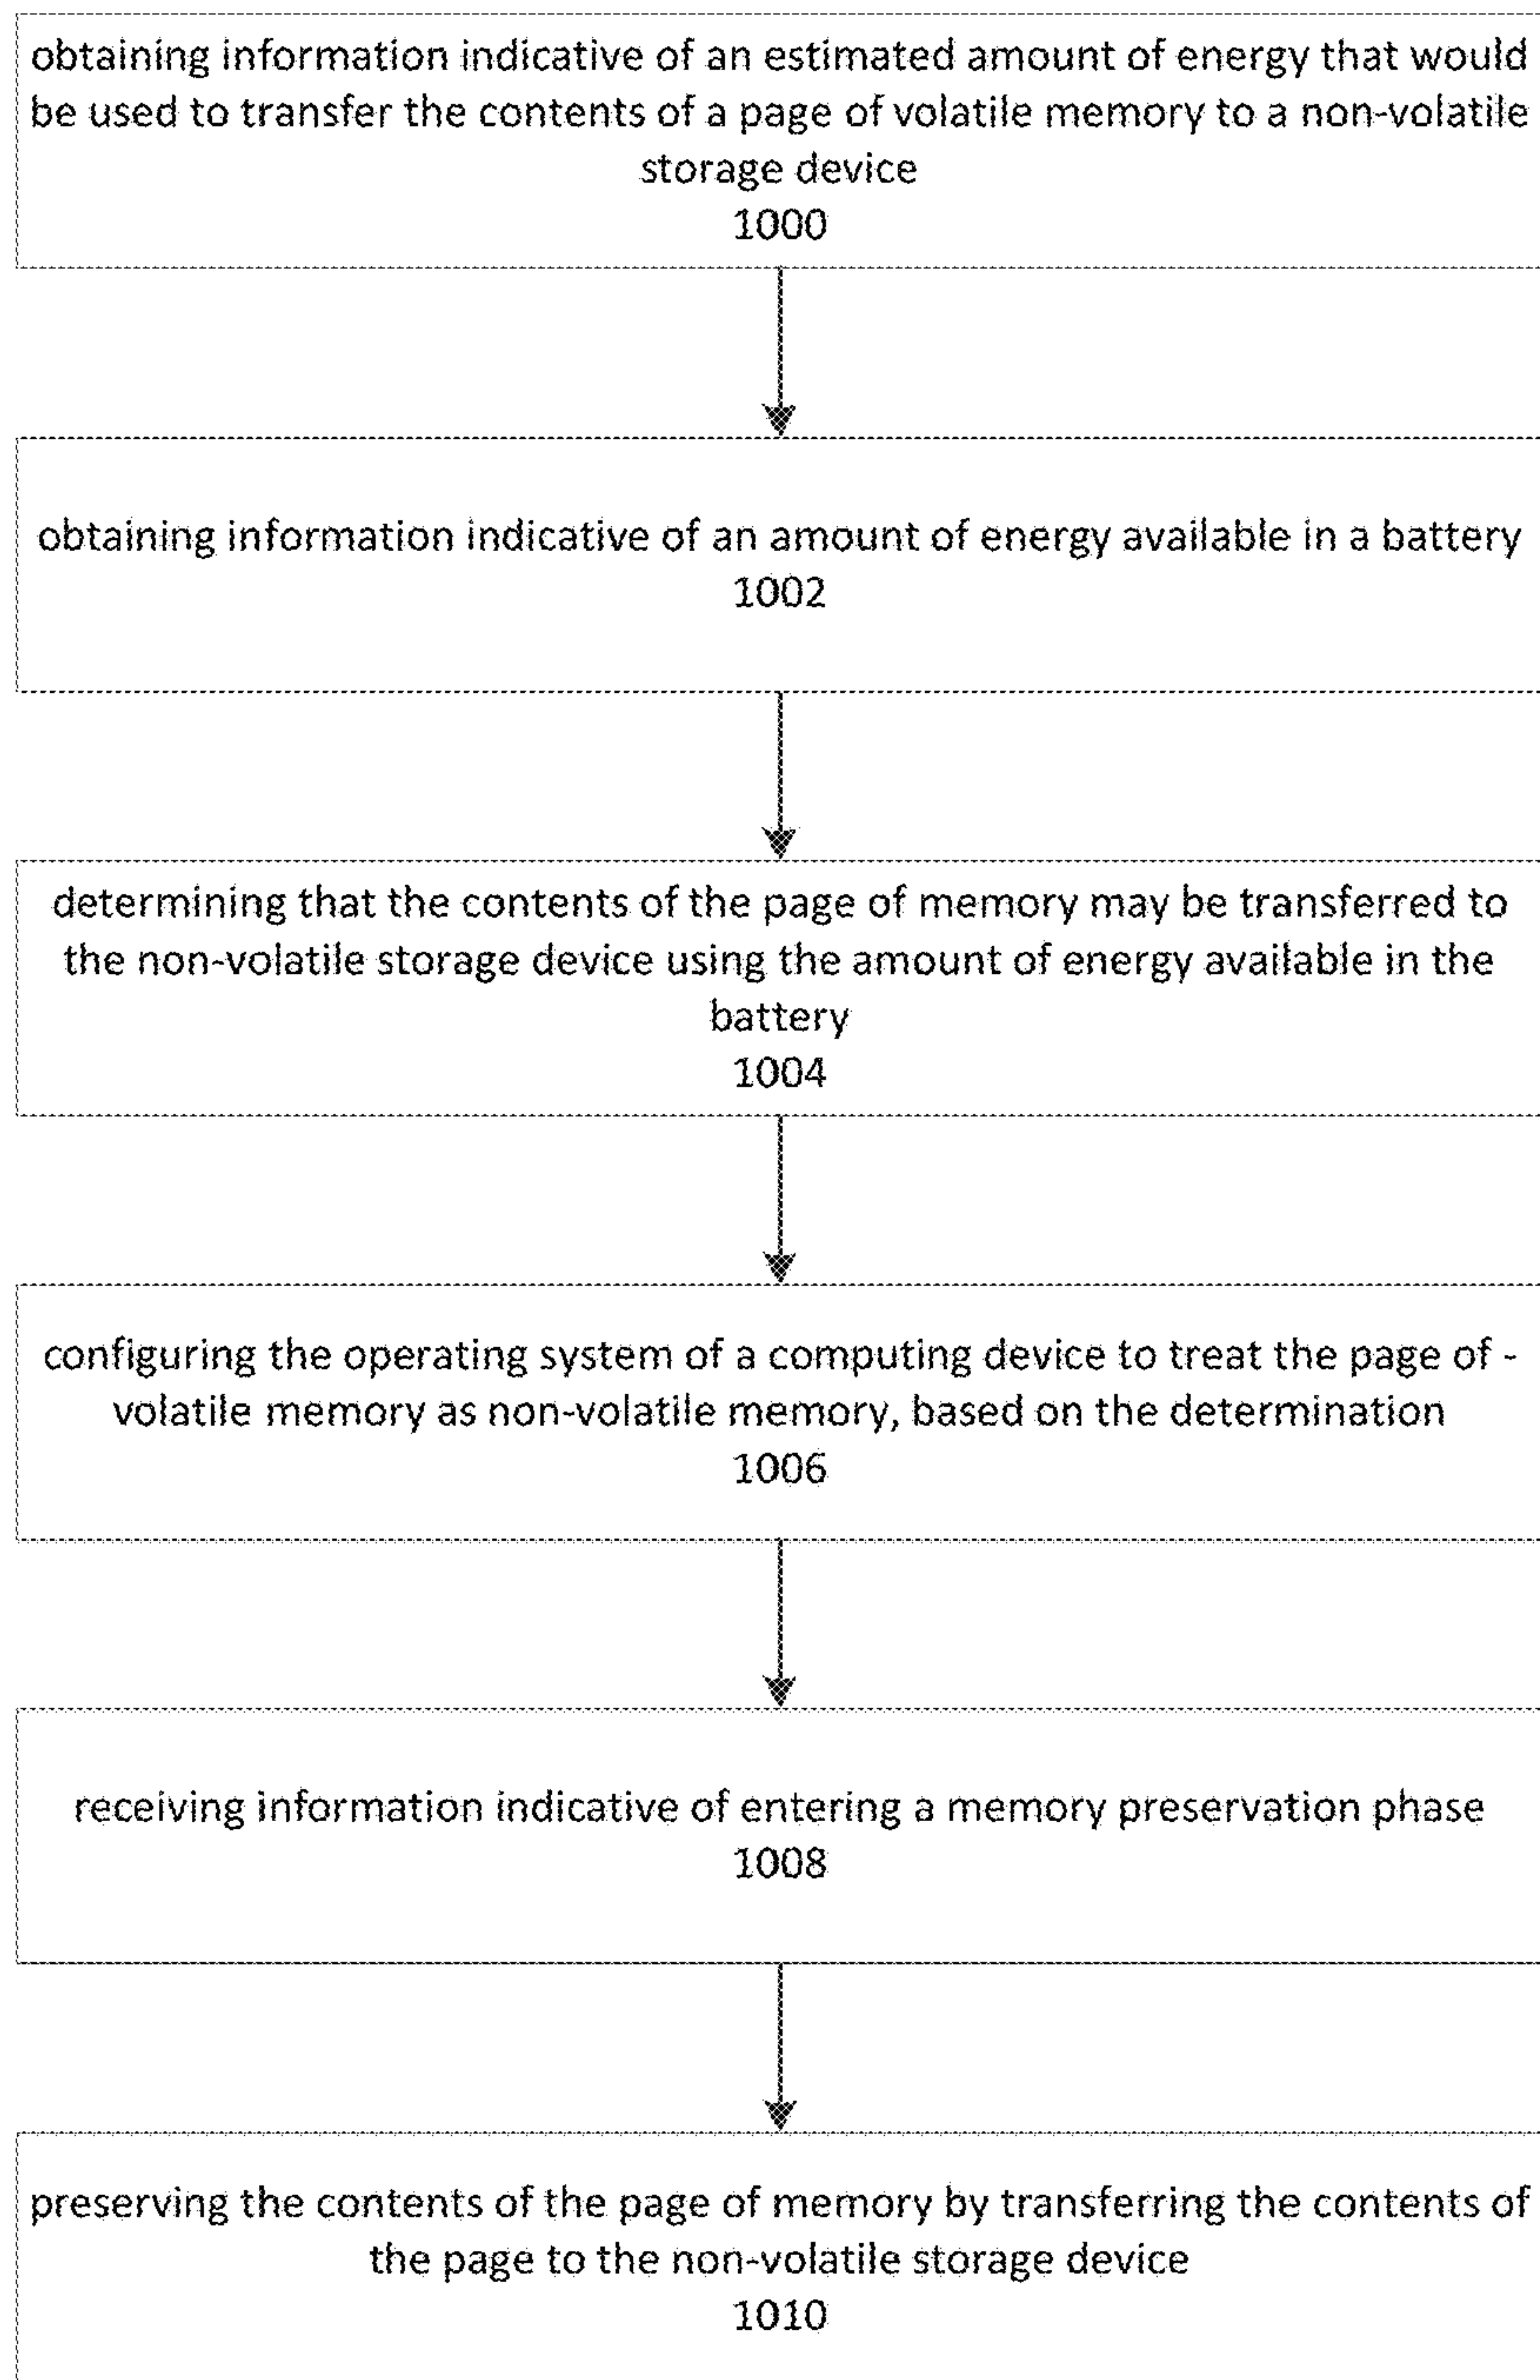 obtaining information indicative of an estimated amount of energy that would
be used to transfer the contents of a page of volatile memory to a non-volatile
storage device
1000
obtaining information indicative of an amount of energy available in a battery
1002
determining that the contents of the page of memory may be transferred to
the non-volatile storage device using the amount of energy available in the
battery
1004
configuring the operating system of a computing device to treat the page of -
volatile memory as non-volatile memory, based on the determination
1006
receiving information indicative of entering a memory preservation phase
1008
preserving the contents of the page of memory by transferring the contents of
the page to the non-volatile storage device
1010